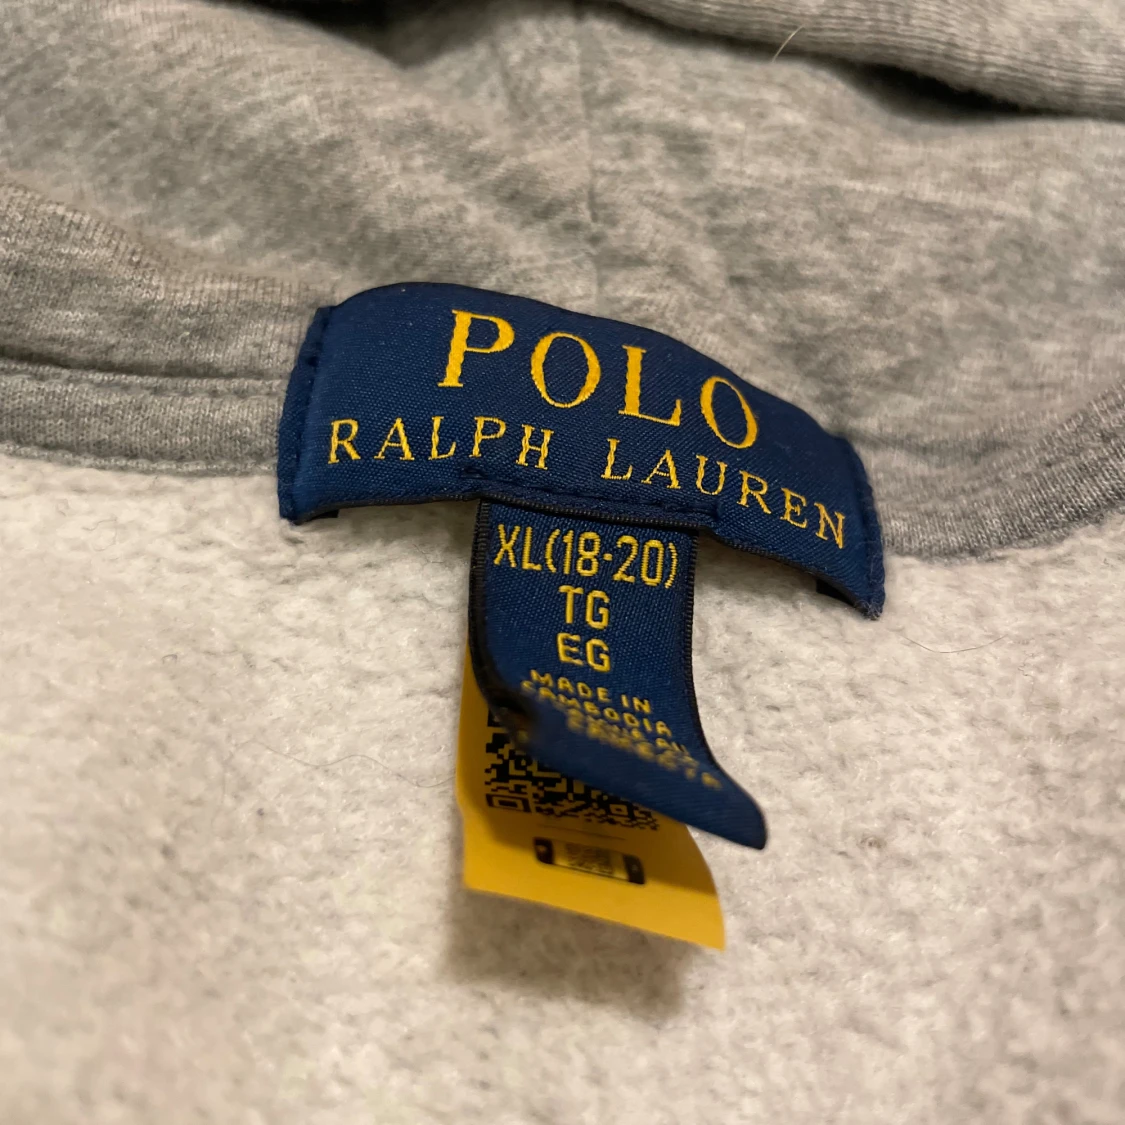 POLO
RALPH LAUREN
XL(18-20)
TG
EG
MADE IN
CAMBODIA